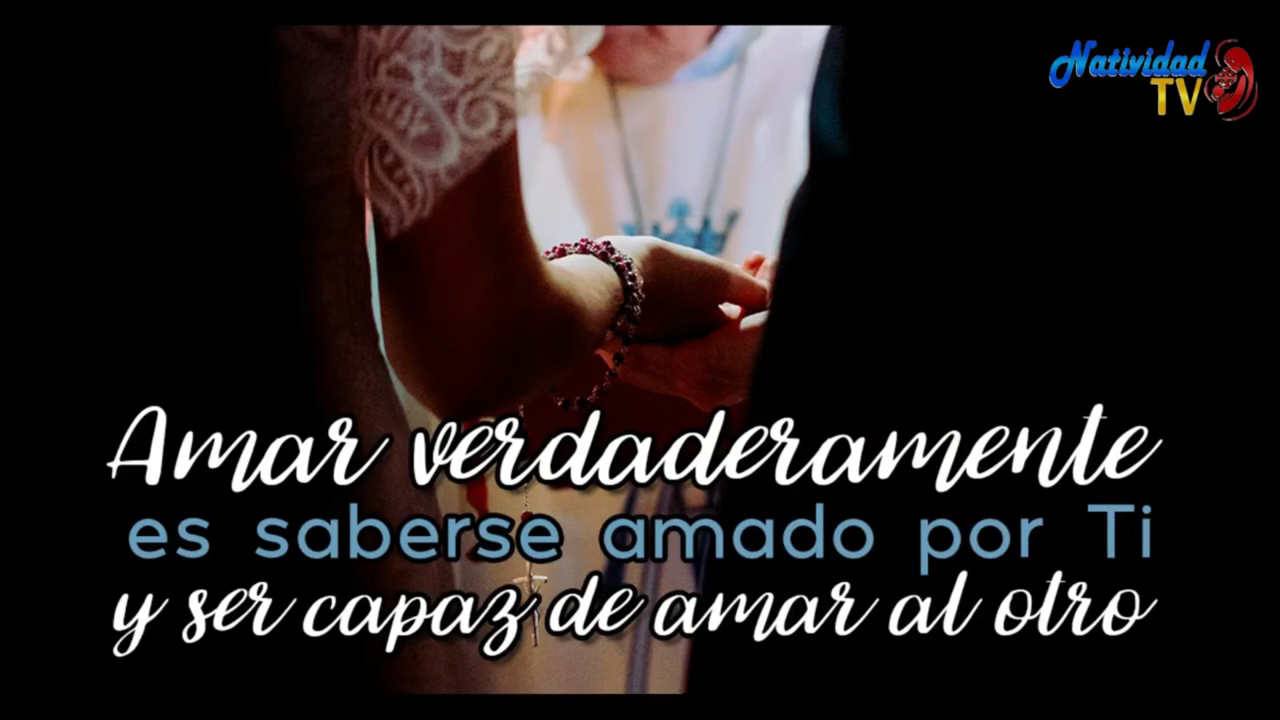 Natividad
TV
Amar verdaderamente
es saberse amado por Ti
y ser capaz de amar al otro